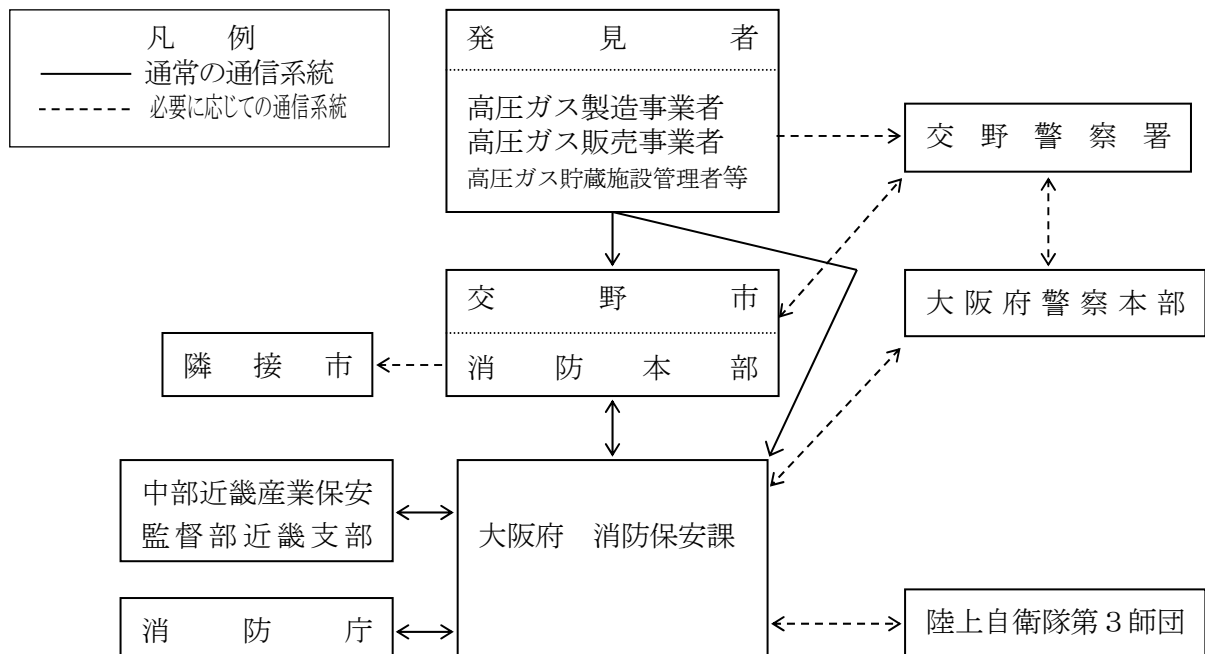 凡　例
通常の通信系統
必要に応じての通信系統
発見者
高圧ガス製造事業者
高圧ガス販売事業者
高圧ガス貯蔵施設管理者等
交野警察署
交野市
消防本部
大阪府警察本部
隣接市
中部近畿産業保安
監督部近畿支部
大阪府　消防保安課
消防庁
陸上自衛隊第３師団